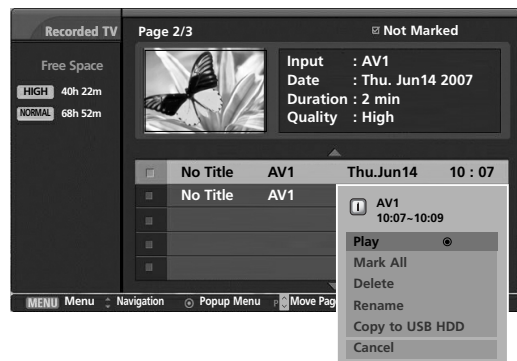 Recorded TV
Page 2/3
Not Marked
Free Space
HIGH 40h 22m
NORMAL 68h 52m
Input : AV1
Date : Thu. Jun14 2007
Duration : 2 min
Quality : High
No Title AV1 Thu.Jun14 10 : 07
No Title AV1
AV1
10:07~10:09
Play
Mark All
Delete
Rename
Copy to USB HDD
Cancel
MENU Menu Navigation Popup Menu P Move Pag